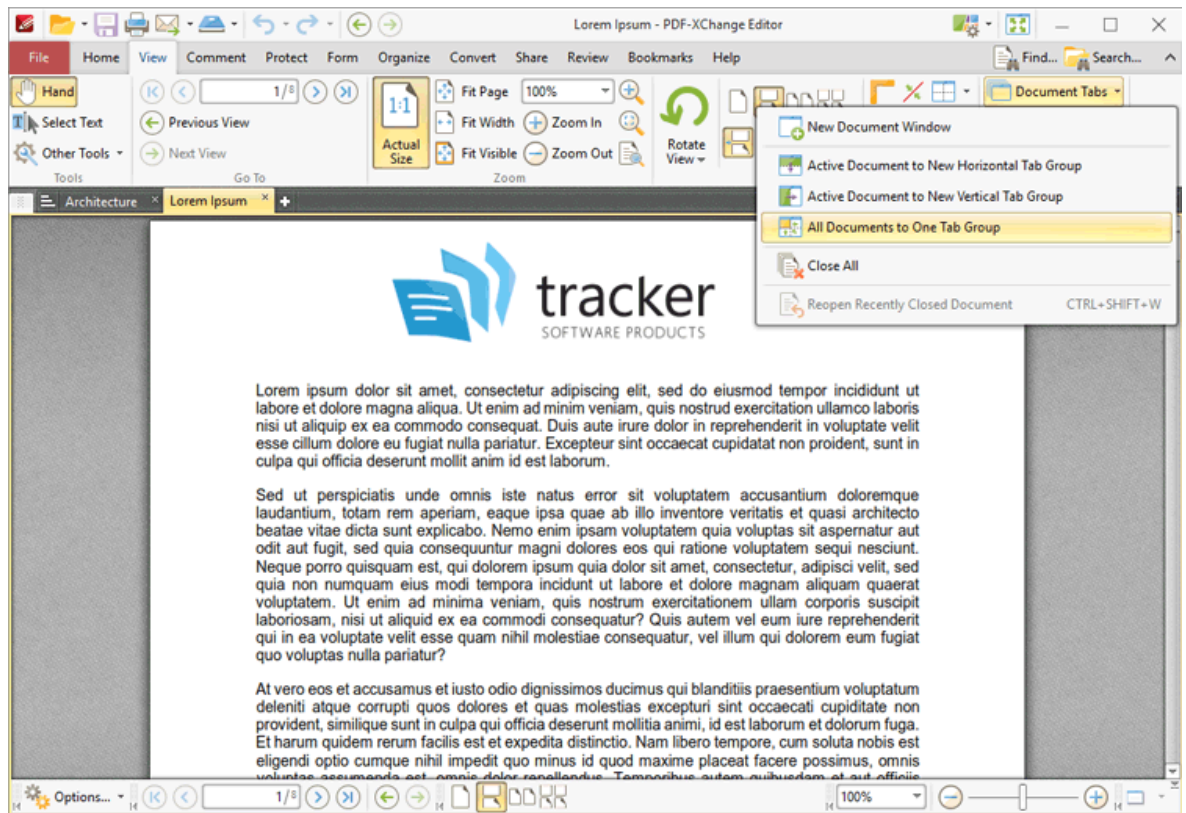 Lorem Ipsum - PDF-XChange Editor
File Home View Comment Protect Form Organize Convert Share Review Bookmarks Help Find... Search...
Hand 1/8 Fit Page 100% Document Tabs
Select Text Previous View Fit Width Zoom In
Other Tools Next View Actual Size Fit Visible Zoom Out Rotate View
Tools Go To Zoom
New Document Window
Active Document to New Horizontal Tab Group
Active Document to New Vertical Tab Group
All Documents to One Tab Group
Close All
Reopen Recently Closed Document CTRL+SHIFT+W
Architecture Lorem Ipsum
tracker
SOFTWARE PRODUCTS
Lorem ipsum dolor sit amet, consectetur adipiscing elit, sed do eiusmod tempor incididunt ut
labore et dolore magna aliqua. Ut enim ad minim veniam, quis nostrud exercitation ullamco laboris
nisi ut aliquip ex ea commodo consequat. Duis aute irure dolor in reprehenderit in voluptate velit
esse cillum dolore eu fugiat nulla pariatur. Excepteur sint occaecat cupidatat non proident, sunt in
culpa qui officia deserunt mollit anim id est laborum.
Sed ut perspiciatis unde omnis iste natus error sit voluptatem accusantium doloremque
laudantium, totam rem aperiam, eaque ipsa quae ab illo inventore veritatis et quasi architecto
beatae vitae dicta sunt explicabo. Nemo enim ipsam voluptatem quia voluptas sit aspernatur aut
odit aut fugit, sed quia consequuntur magni dolores eos qui ratione voluptatem sequi nesciunt.
Neque porro quisquam est, qui dolorem ipsum quia dolor sit amet, consectetur, adipisci velit, sed
quia non numquam eius modi tempora incidunt ut labore et dolore magnam aliquam quaerat
voluptatem. Ut enim ad minima veniam, quis nostrum exercitationem ullam corporis suscipit
laboriosam, nisi ut aliquid ex ea commodi consequatur? Quis autem vel eum iure reprehenderit
qui in ea voluptate velit esse quam nihil molestiae consequatur, vel illum qui dolorem eum fugiat
quo voluptas nulla pariatur?
At vero eos et accusamus et iusto odio dignissimos ducimus qui blanditiis praesentium voluptatum
deleniti atque corrupti quos dolores et quas molestias excepturi sint occaecati cupiditate non
provident, similique sunt in culpa qui officia deserunt mollitia animi, id est laborum et dolorum fuga.
Et harum quidem rerum facilis est et expedita distinctio. Nam libero tempore, cum soluta nobis est
eligendi optio cumque nihil impedit quo minus id quod maxime placeat facere possimus, omnis
voluptas assumenda est, omnis dolor repellendus. Temporibus autem quibusdam et aut officiis
Options... 1/8 100%